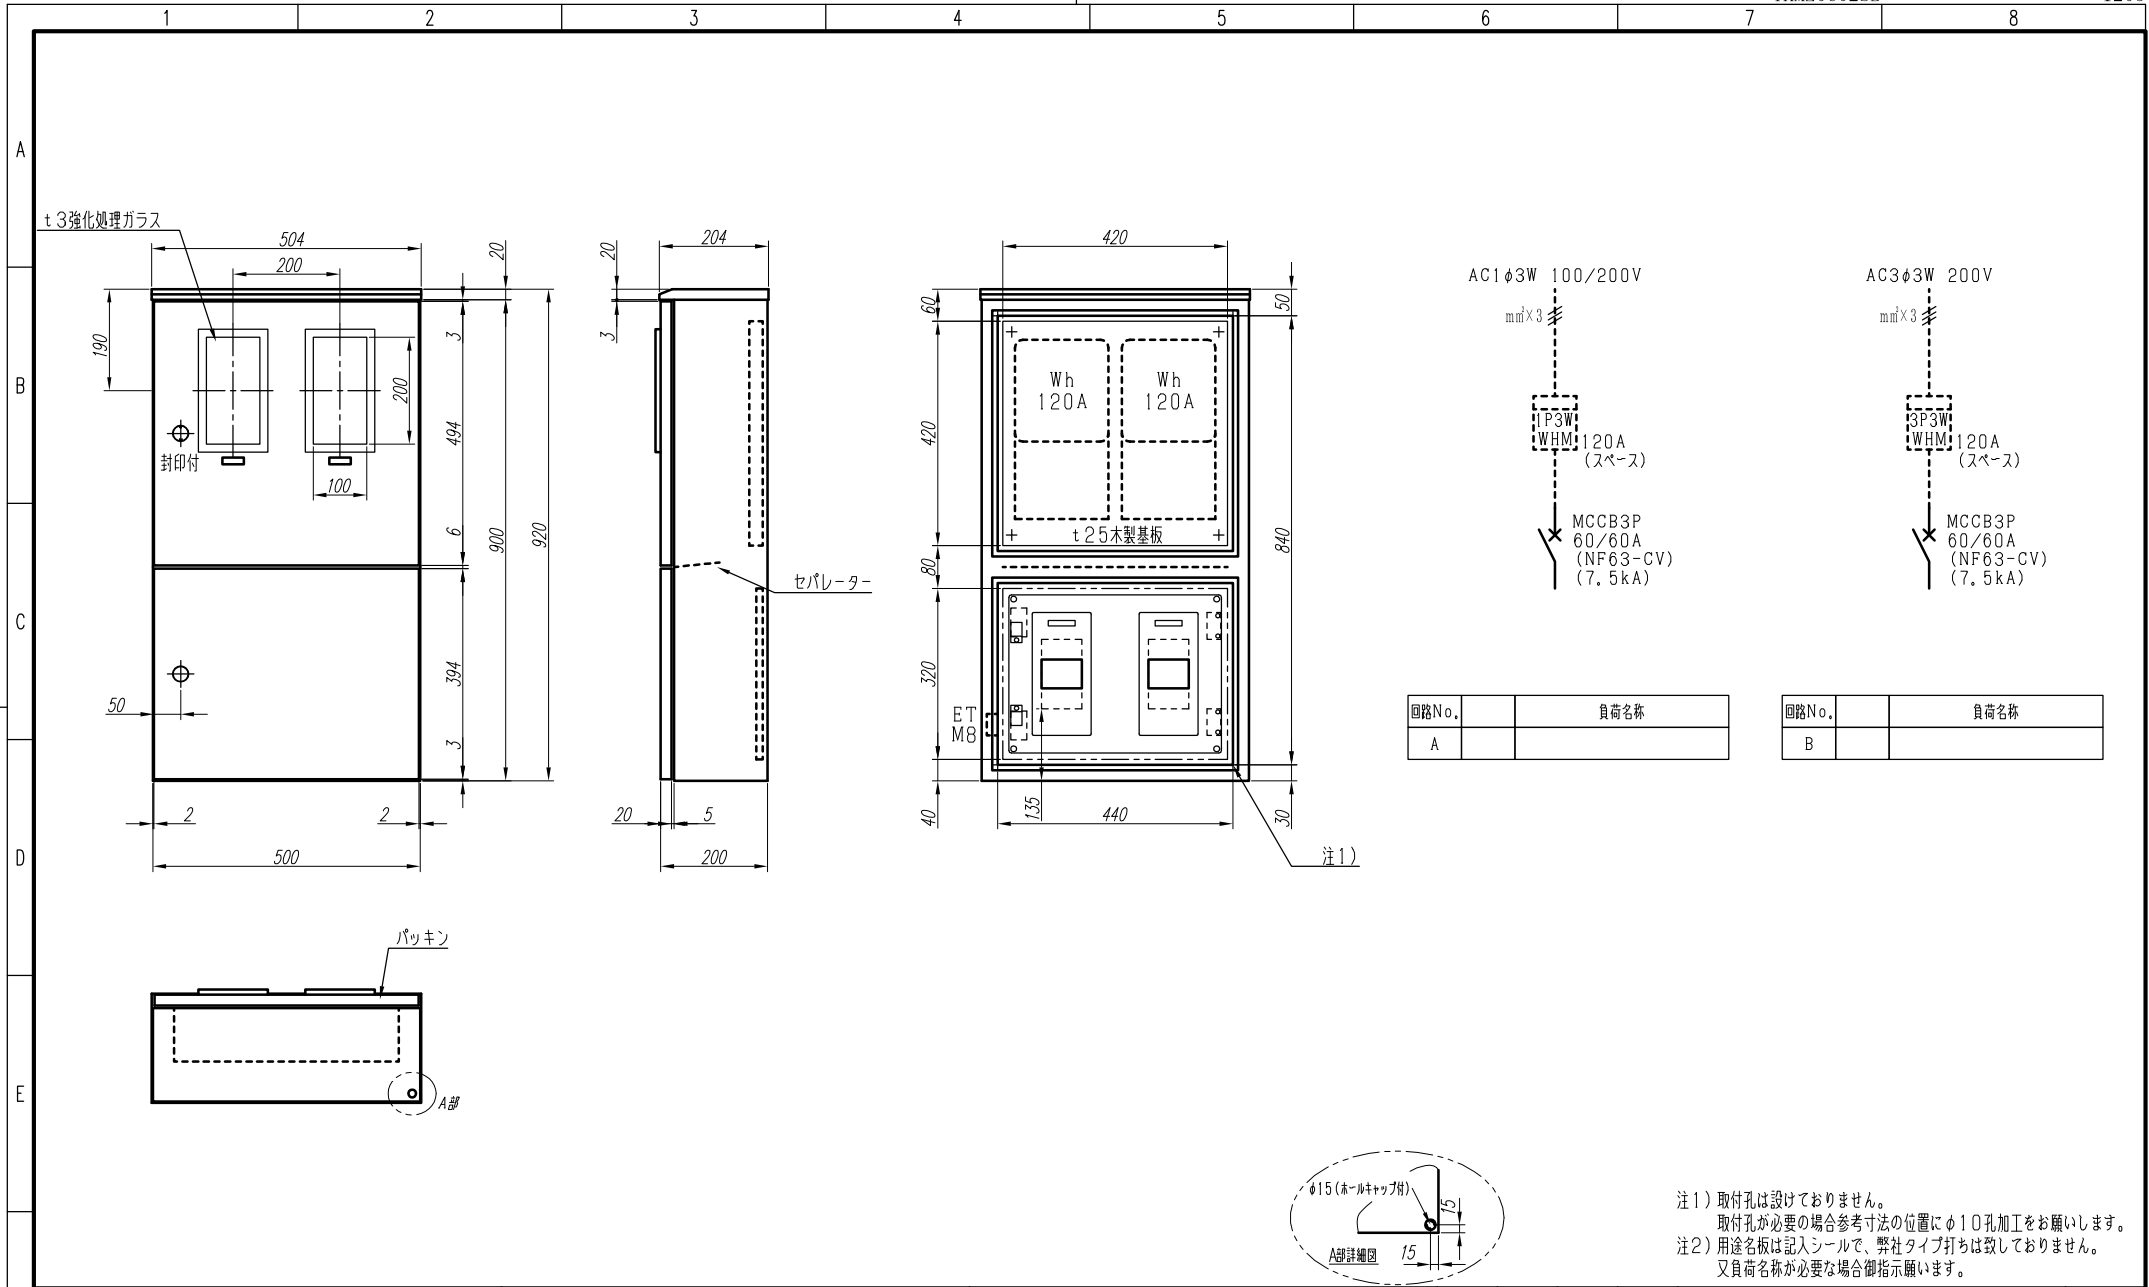 1 2 3 4 5 6 7 8
A
B
C
D
E
t3強化処理ガラス
504
200
20
190
3
200
494
封印付
100
6
900
920
394
50
3
2
2
500
20
204
3
セパレーター
20
5
200
420
60
50
Wh
120A
Wh
120A
420
t25木製基板
840
80
320
ET
M8
40
135
440
30
注1)
AC1φ3W 100/200V
mm²×3
1P3W
WHM
120A
(スペース)
MCCB3P
60/60A
(NF63-CV)
(7.5kA)
回路No. 負荷名称
A
AC3φ3W 200V
mm²×3
3P3W
WHM
120A
(スペース)
MCCB3P
60/60A
(NF63-CV)
(7.5kA)
回路No. 負荷名称
B
パッキン
A部
φ15(ホールキャップ付)
15
A部詳細図
15
注1)取付孔は設けておりません。
取付孔が必要の場合参考寸法の位置にφ10孔加工をお願いします。
注2)用途名板は記入シールで、弊社タイプ打ちは致しておりません。
又負荷名称が必要な場合御指示願います。